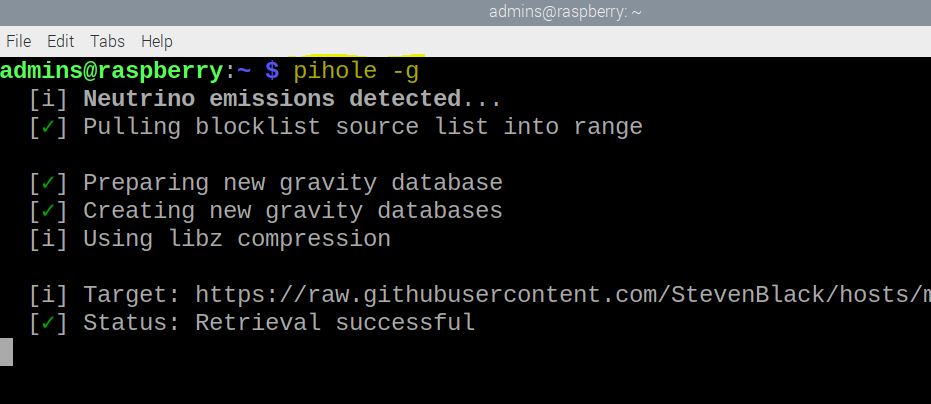 admins@raspberry: ~
File Edit Tabs Help
admins@raspberry:~ $ pihole -g
[i] Neutrino emissions detected...
[✓] Pulling blocklist source list into range
[✓] Preparing new gravity database
[✓] Creating new gravity databases
[i] Using libz compression
[i] Target: https://raw.githubusercontent.com/StevenBlack/hosts/m
[✓] Status: Retrieval successful